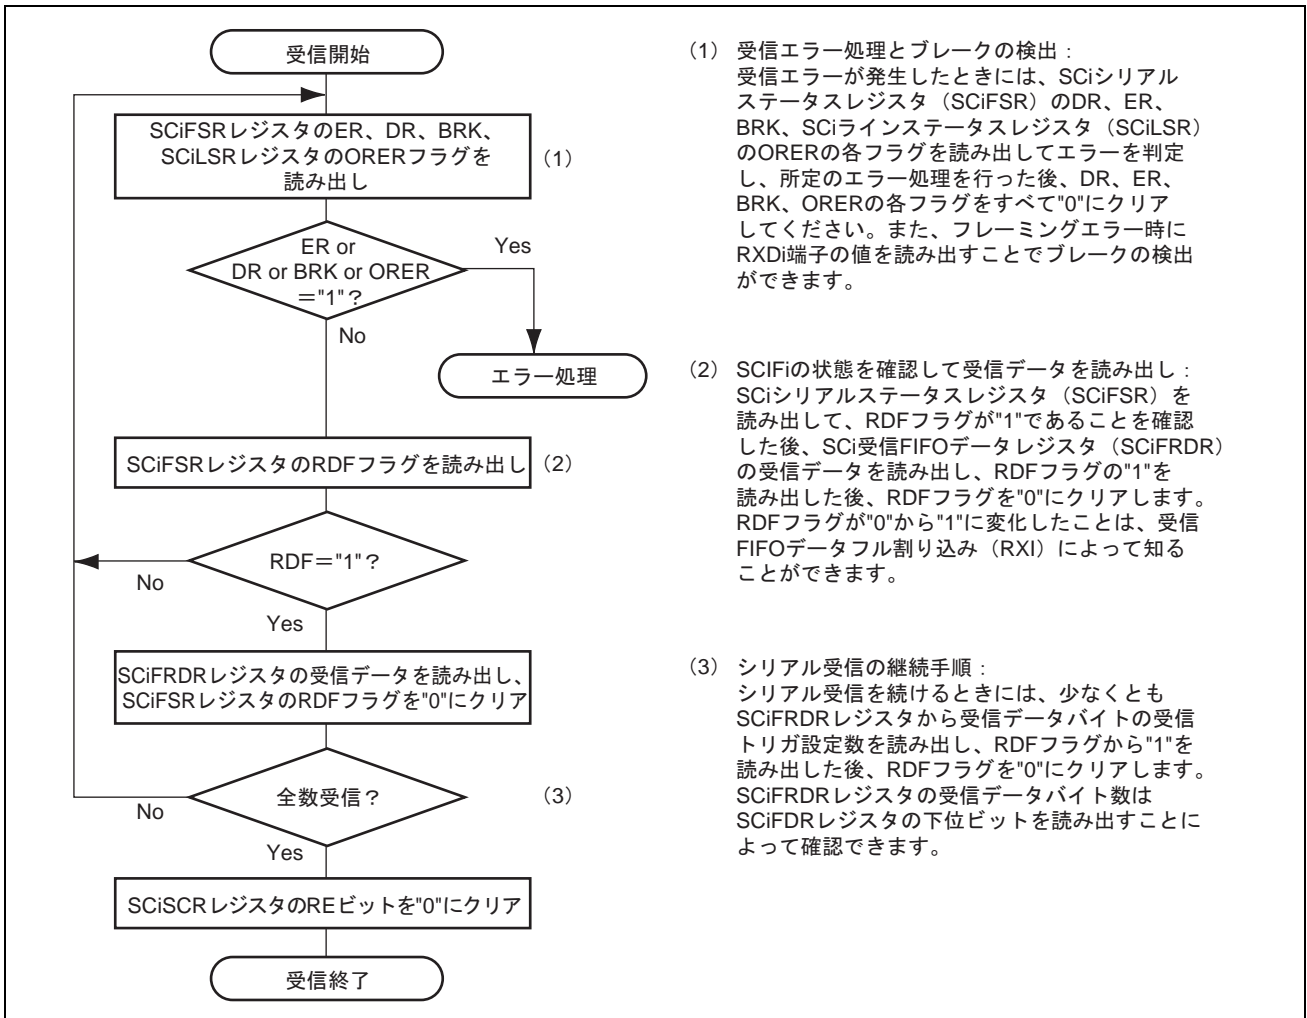 受信開始
SCiFSRレジスタのER、DR、BRK、
SCiLSRレジスタのORERフラグを
読み出し
（1）
ER or
DR or BRK or ORER
＝"1"？
Yes
No
エラー処理
SCiFSRレジスタのRDFフラグを読み出し
（2）
RDF＝"1"？
No
Yes
SCiFRDRレジスタの受信データを読み出し、
SCiFSRレジスタのRDFフラグを"0"にクリア
全数受信？
（3）
No
Yes
SCiSCRレジスタのREビットを"0"にクリア
受信終了
（1） 受信エラー処理とブレークの検出：
受信エラーが発生したときには、SCiシリアル
ステータスレジスタ（SCiFSR）のDR、ER、
BRK、SCiラインステータスレジスタ（SCiLSR）
のORERの各フラグを読み出してエラーを判定
し、所定のエラー処理を行った後、DR、ER、
BRK、ORERの各フラグをすべて"0"にクリア
してください。また、フレーミングエラー時に
RXDi端子の値を読み出すことでブレークの検出
ができます。
（2） SCIFiの状態を確認して受信データを読み出し：
SCiシリアルステータスレジスタ（SCiFSR）を
読み出して、RDFフラグが"1"であることを確認
した後、SCi受信FIFOデータレジスタ（SCiFRDR）
の受信データを読み出し、RDFフラグの"1"を
読み出した後、RDFフラグを"0"にクリアします。
RDFフラグが"0"から"1"に変化したことは、受信
FIFOデータフル割り込み（RXI）によって知る
ことができます。
（3） シリアル受信の継続手順：
シリアル受信を続けるときには、少なくとも
SCiFRDRレジスタから受信データバイトの受信
トリガ設定数を読み出し、RDFフラグから"1"を
読み出した後、RDFフラグを"0"にクリアします。
SCiFRDRレジスタの受信データバイト数は
SCiFDRレジスタの下位ビットを読み出すことに
よって確認できます。